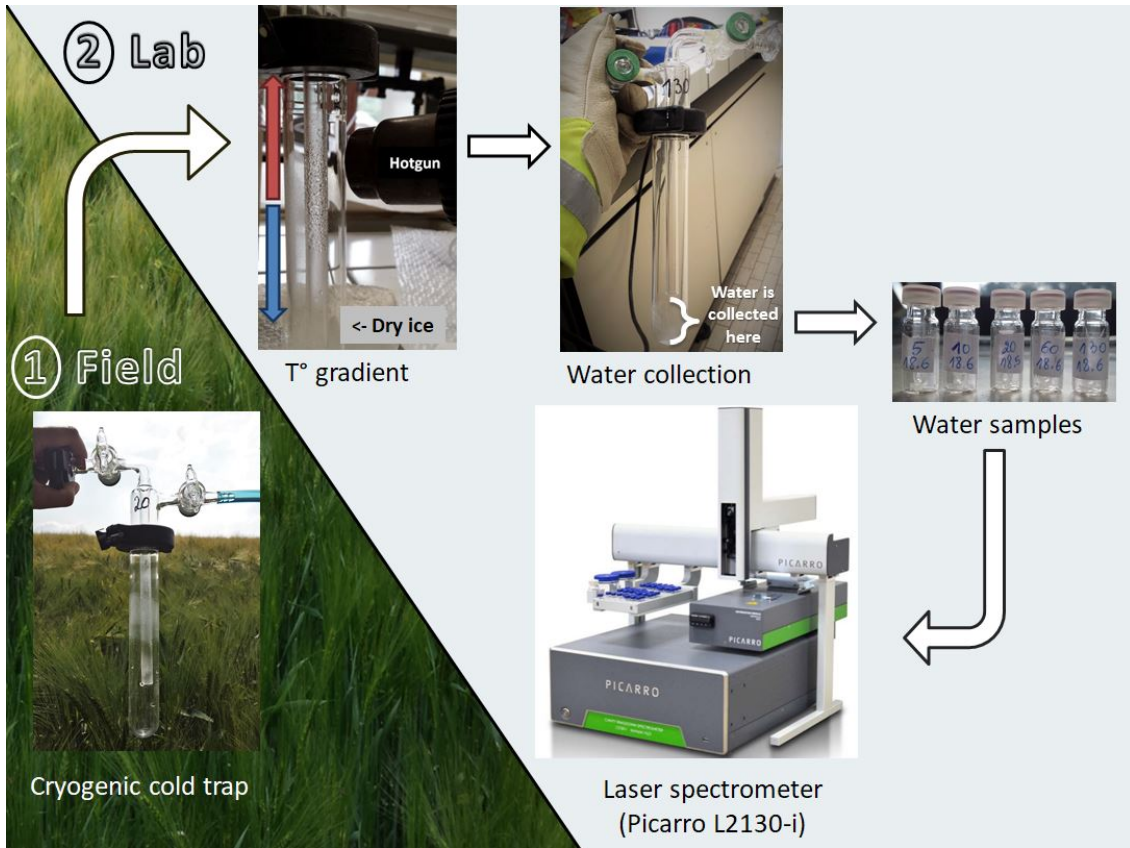 ② Lab
① Field
Cryogenic cold trap
20
Hotgun
<- Dry ice
T° gradient
130
Water is
collected
here
Water collection
5
18.6
10
18.6
20
18.6
60
18.6
130
18.6
Water samples
PICARRO
PICARRO
PICARRO
Laser spectrometer
(Picarro L2130-i)